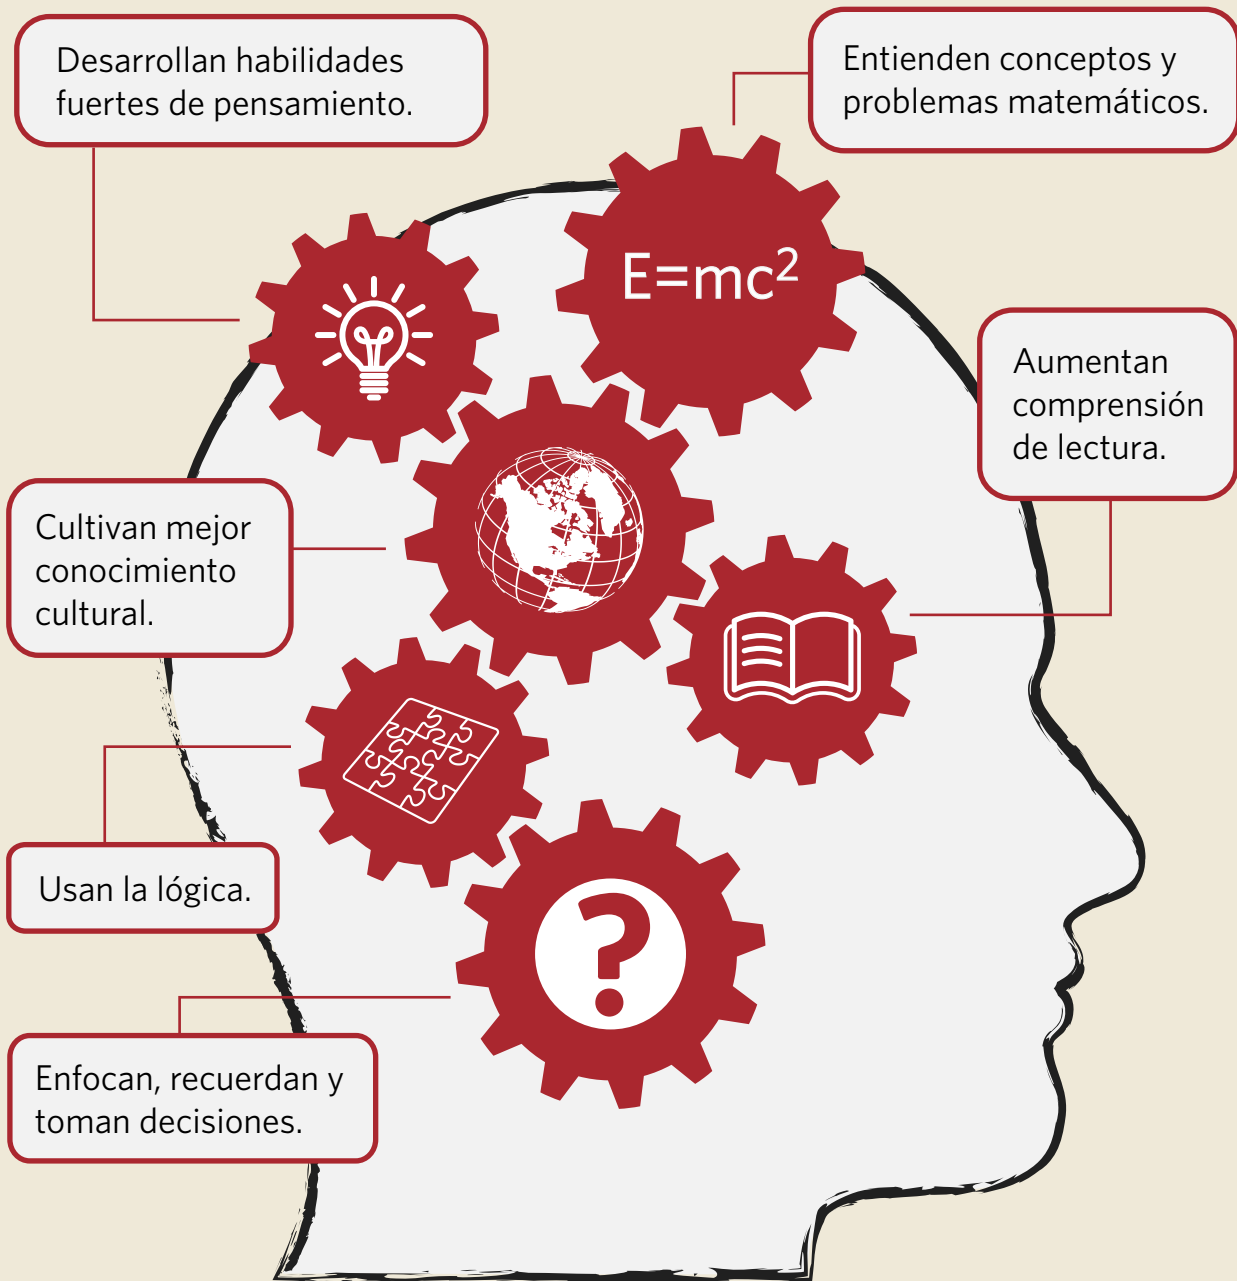 Desarrollan habilidades
fuertes de pensamiento.
Entienden conceptos y
problemas matemáticos.
E=mc²
Aumentan
comprensión
de lectura.
Cultivan mejor
conocimiento
cultural.
Usan la lógica.
?
Enfocan, recuerdan y
toman decisiones.